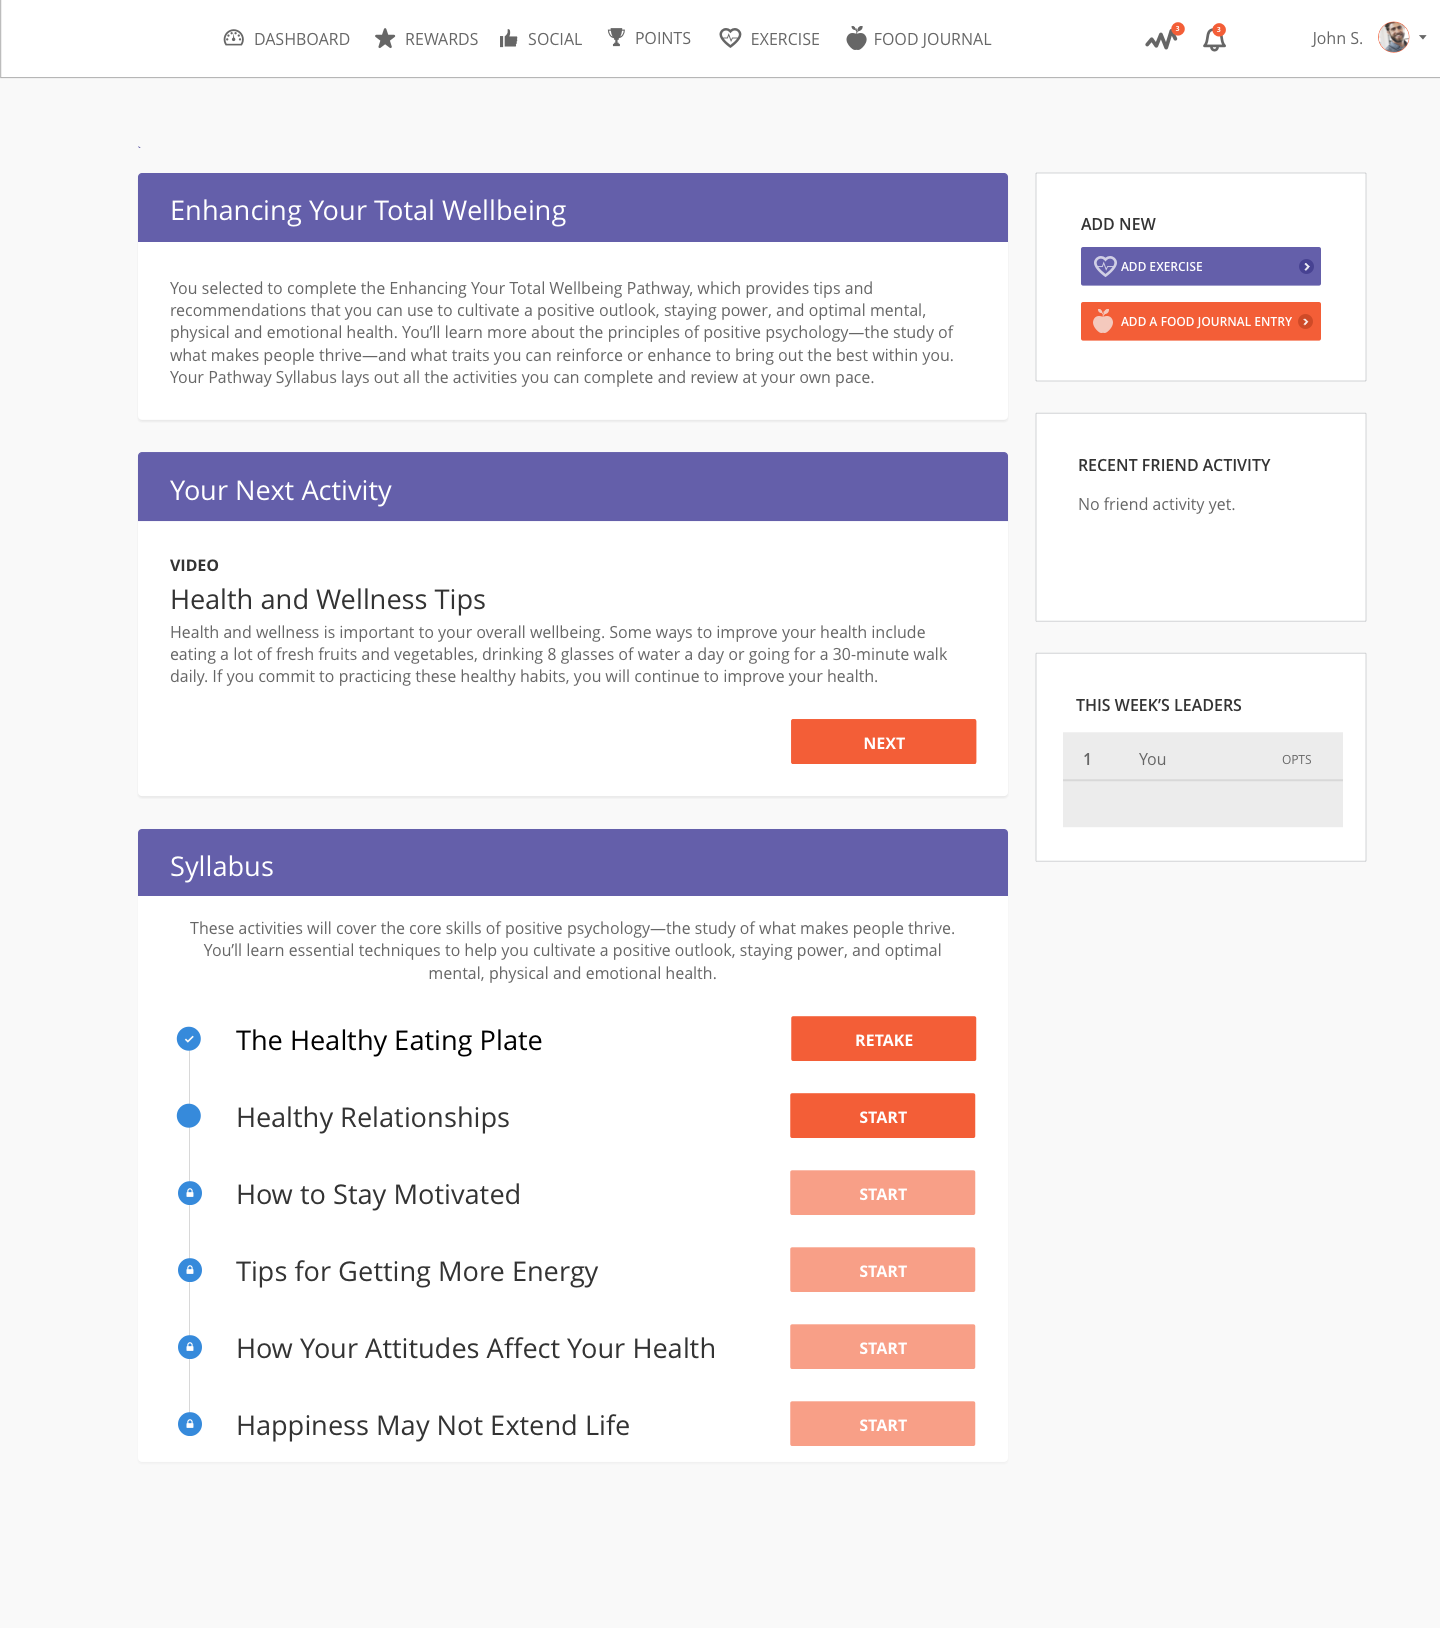 DASHBOARD
REWARDS
SOCIAL
POINTS
EXERCISE
FOOD JOURNAL
3
3
John S.
`
Enhancing Your Total Wellbeing
You selected to complete the Enhancing Your Total Wellbeing Pathway, which provides tips and
recommendations that you can use to cultivate a positive outlook, staying power, and optimal mental,
physical and emotional health. You’ll learn more about the principles of positive psychology—the study of
what makes people thrive—and what traits you can reinforce or enhance to bring out the best within you.
Your Pathway Syllabus lays out all the activities you can complete and review at your own pace.
Your Next Activity
VIDEO
Health and Wellness Tips
Health and wellness is important to your overall wellbeing. Some ways to improve your health include
eating a lot of fresh fruits and vegetables, drinking 8 glasses of water a day or going for a 30-minute walk
daily. If you commit to practicing these healthy habits, you will continue to improve your health.
NEXT
Syllabus
These activities will cover the core skills of positive psychology—the study of what makes people thrive.
You’ll learn essential techniques to help you cultivate a positive outlook, staying power, and optimal
mental, physical and emotional health.
The Healthy Eating Plate
RETAKE
Healthy Relationships
START
How to Stay Motivated
START
Tips for Getting More Energy
START
How Your Attitudes Affect Your Health
START
Happiness May Not Extend Life
START
ADD NEW
ADD EXERCISE
ADD A FOOD JOURNAL ENTRY
RECENT FRIEND ACTIVITY
No friend activity yet.
THIS WEEK’S LEADERS
1 You OPTS